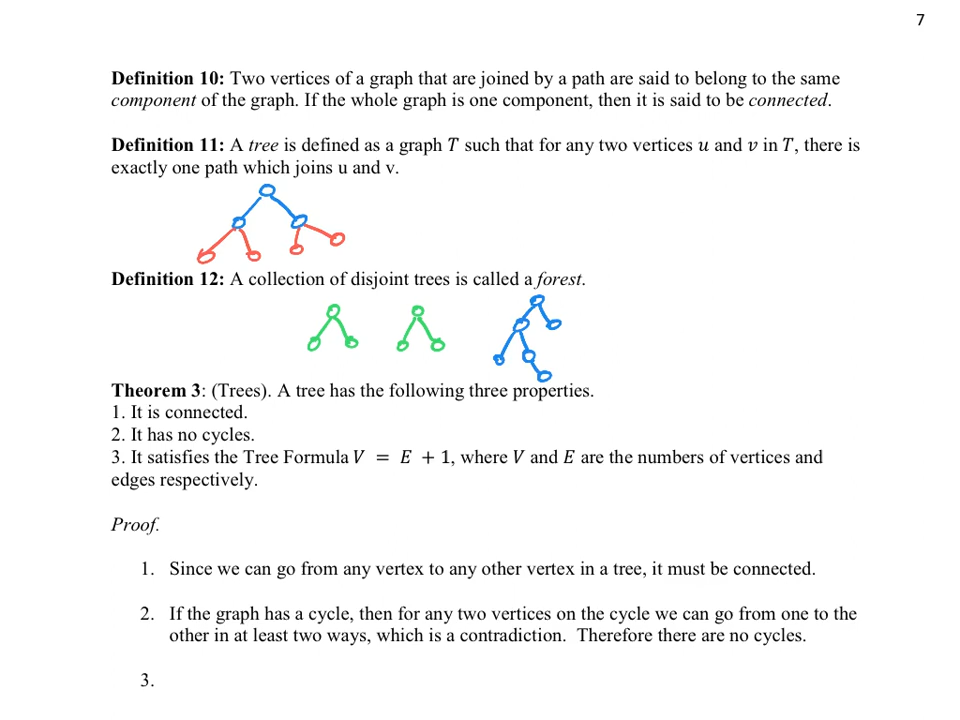 7
Definition 10: Two vertices of a graph that are joined by a path are said to belong to the same
component of the graph. If the whole graph is one component, then it is said to be connected.
Definition 11: A tree is defined as a graph T such that for any two vertices u and v in T, there is
exactly one path which joins u and v.
Definition 12: A collection of disjoint trees is called a forest.
Theorem 3: (Trees). A tree has the following three properties.
1. It is connected.
2. It has no cycles.
3. It satisfies the Tree Formula V = E + 1, where V and E are the numbers of vertices and
edges respectively.
Proof.
1. Since we can go from any vertex to any other vertex in a tree, it must be connected.
2. If the graph has a cycle, then for any two vertices on the cycle we can go from one to the
other in at least two ways, which is a contradiction. Therefore there are no cycles.
3.